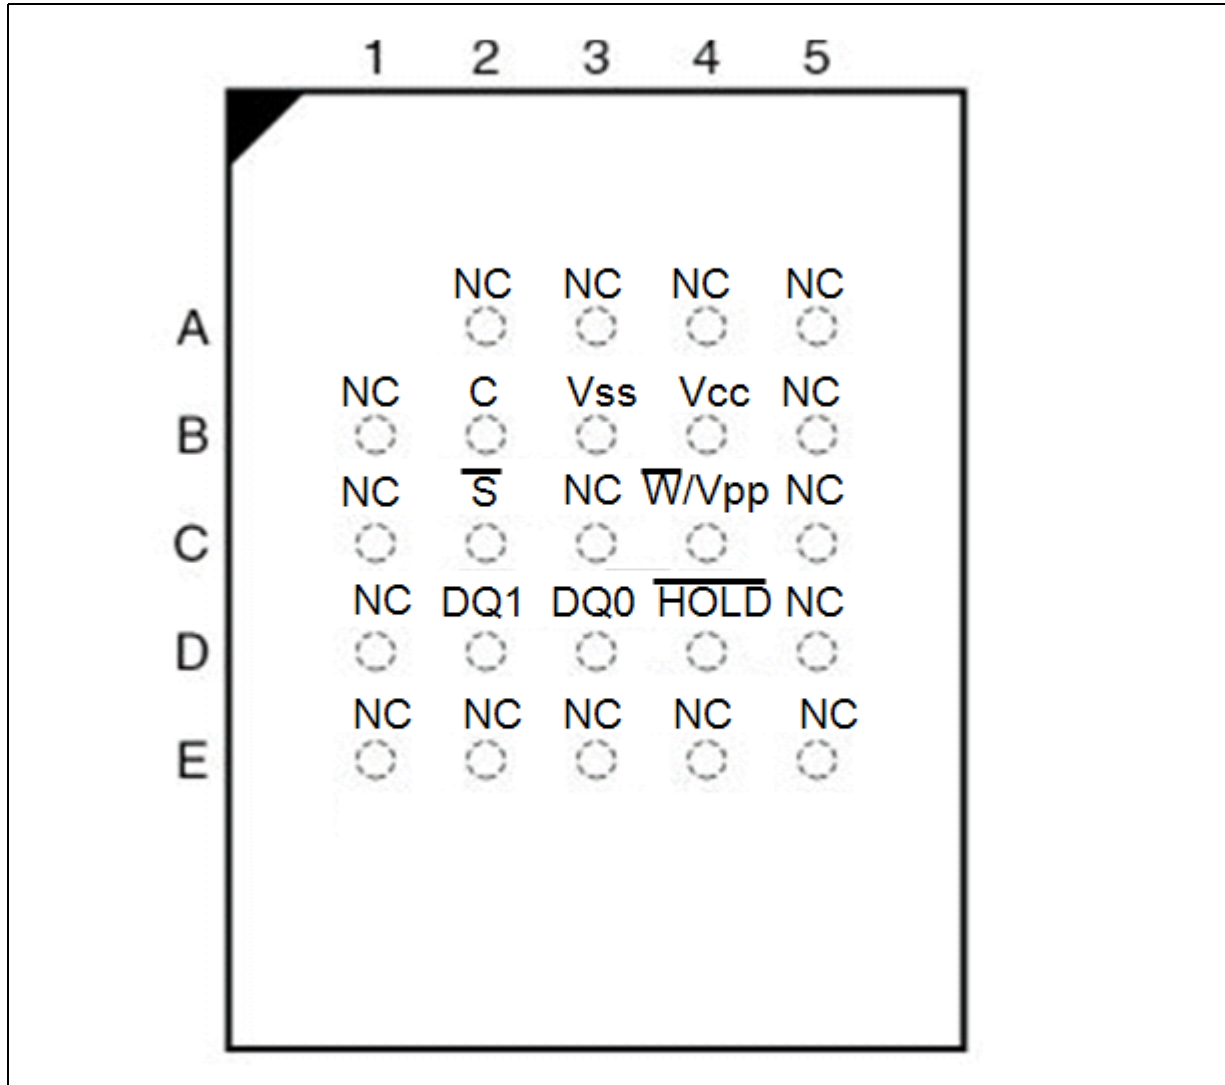 1 2 3 4 5
NC NC NC NC
A
NC C Vss Vcc NC
B
NC S̅ NC W̅/Vpp NC
C
NC DQ1 DQ0 H̅O̅L̅D̅ NC
D
NC NC NC NC NC
E